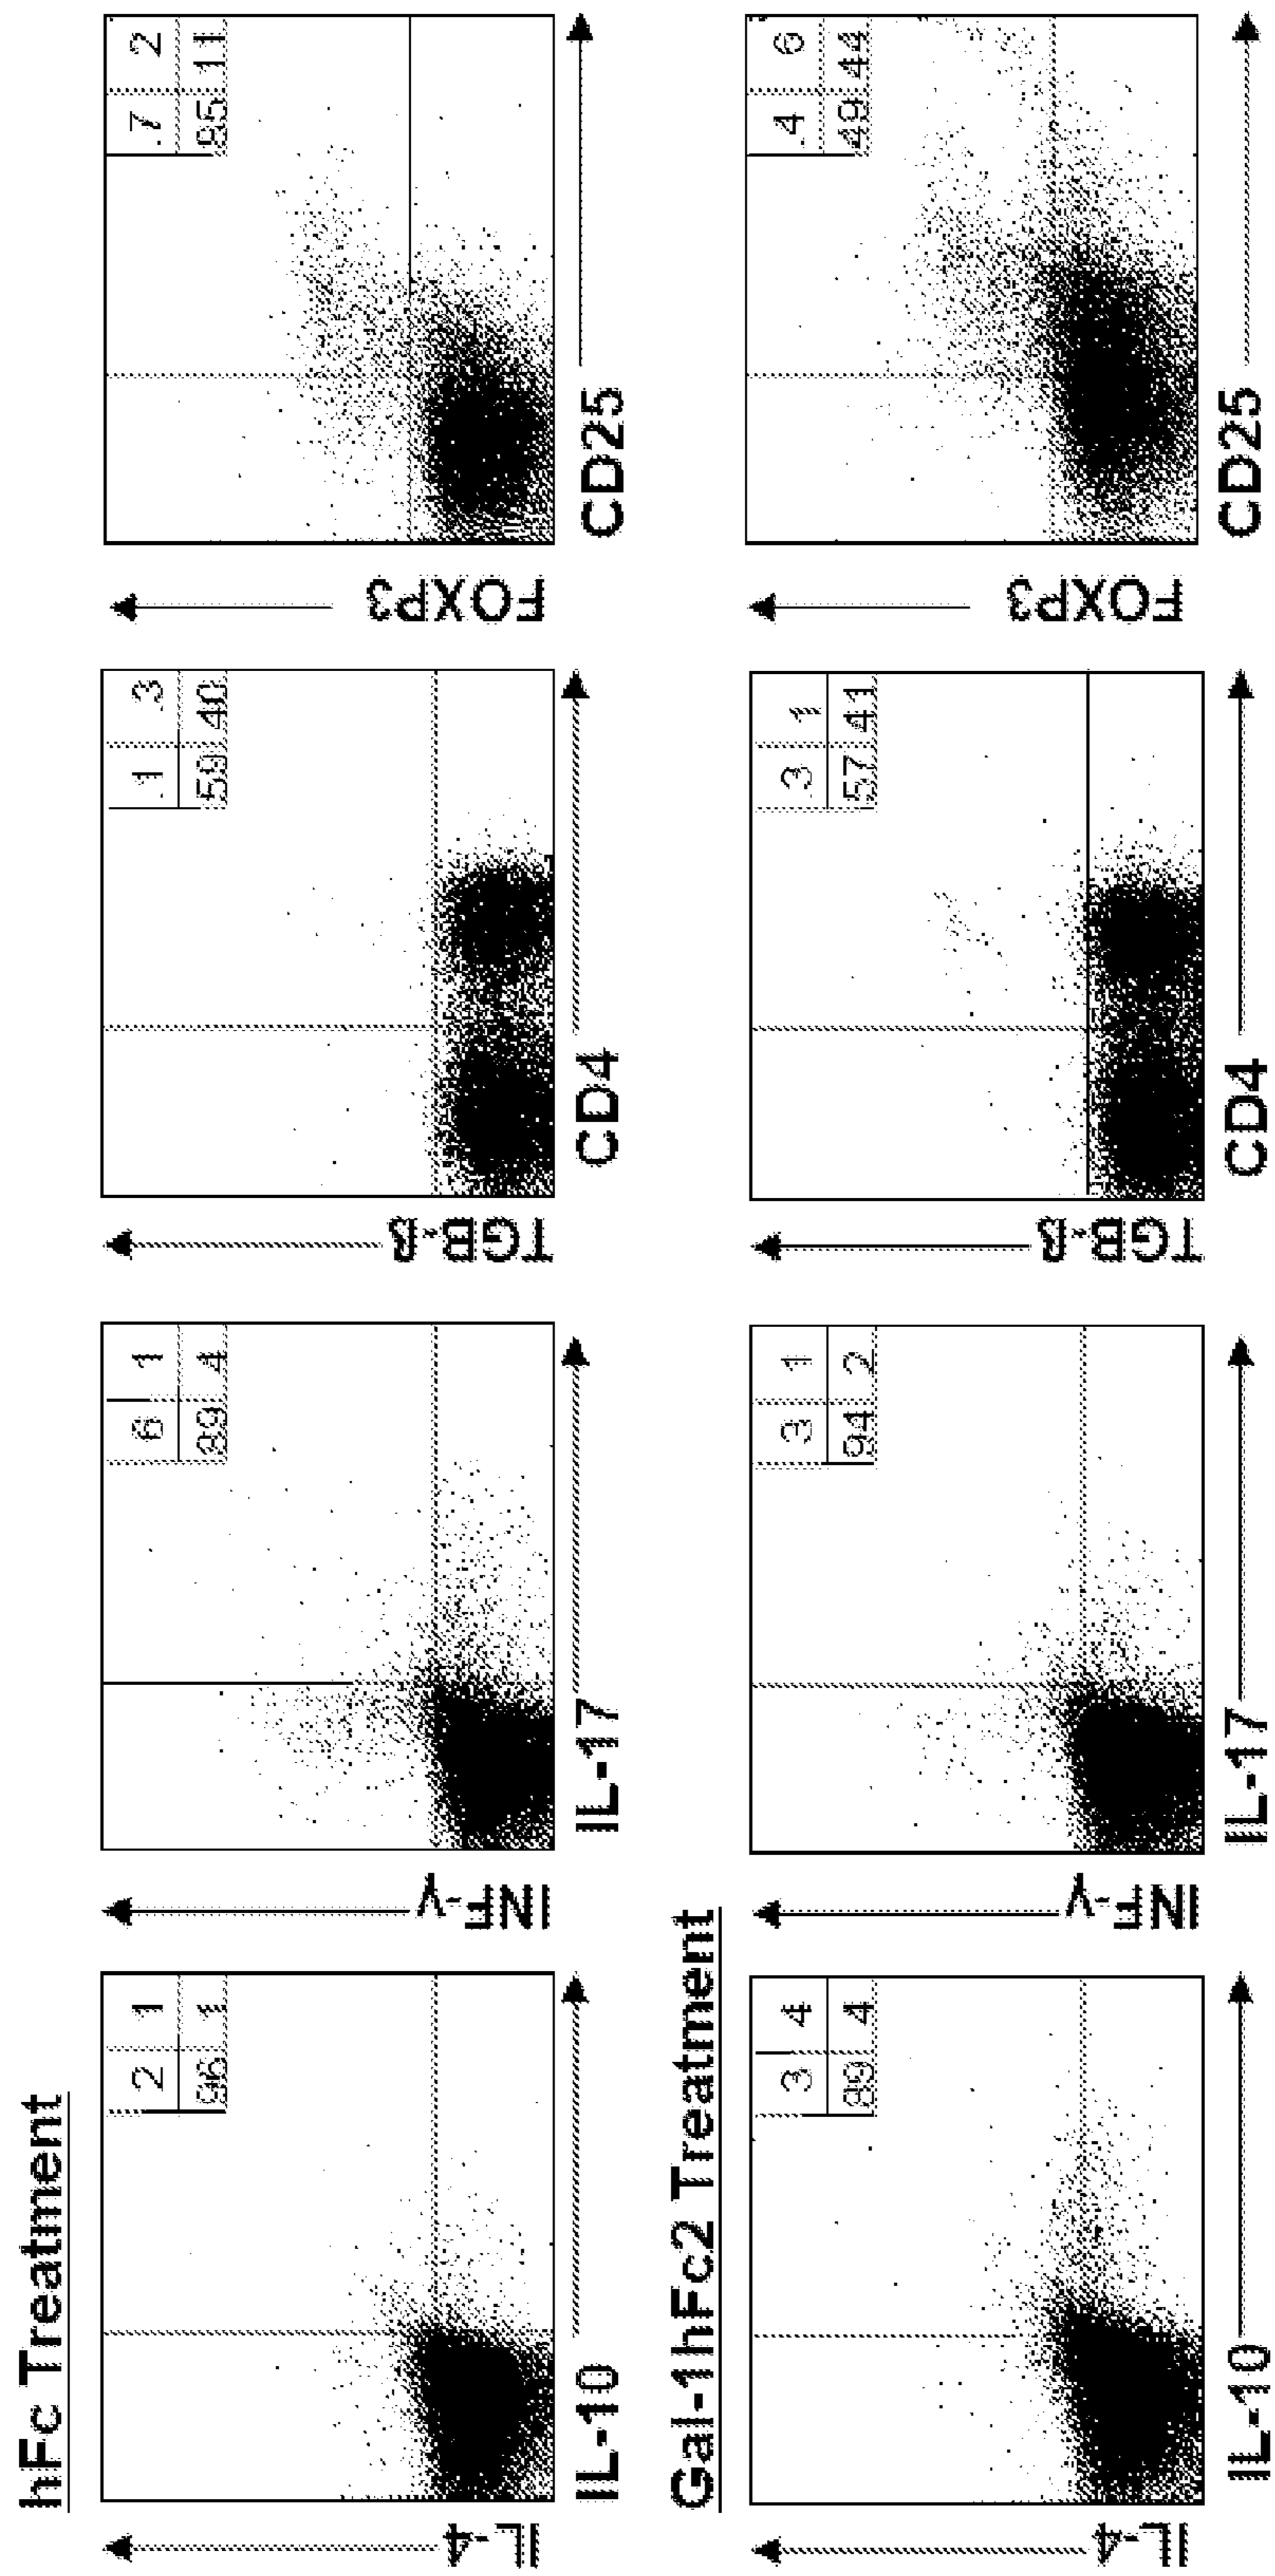 hFc Treatment
IL-4
2 1
96 1
IL-10
INF-γ
6 1
89 4
IL-17
TGB-β
.1 .3
59 40
CD4
FOXP3
.7 2
85 11
CD25
Gal-1hFc2 Treatment
IL-4
3 4
89 4
IL-10
INF-γ
3 1
94 2
IL-17
TGB-β
3 1
57 41
CD4
FOXP3
.4 6
49 44
CD25